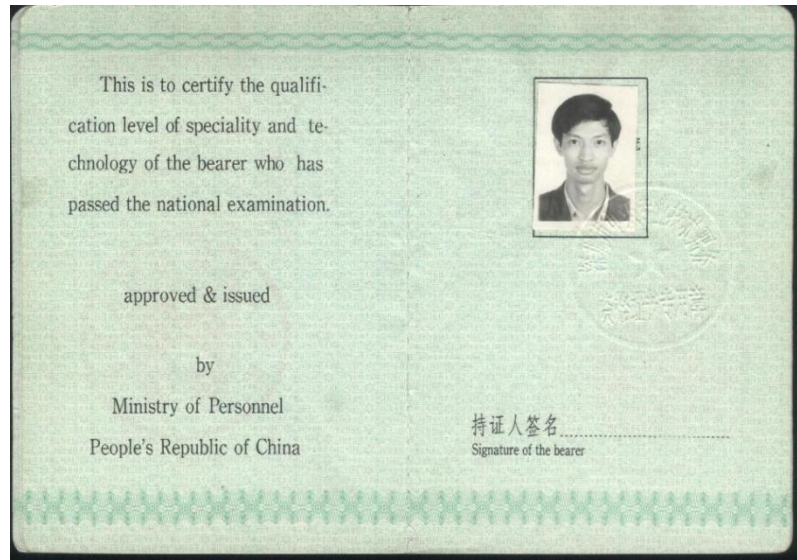 This is to certify the qualifi-
cation level of speciality and te-
chnology of the bearer who has
passed the national examination.
approved & issued
by
Ministry of Personnel
People's Republic of China
持证人签名
Signature of the bearer